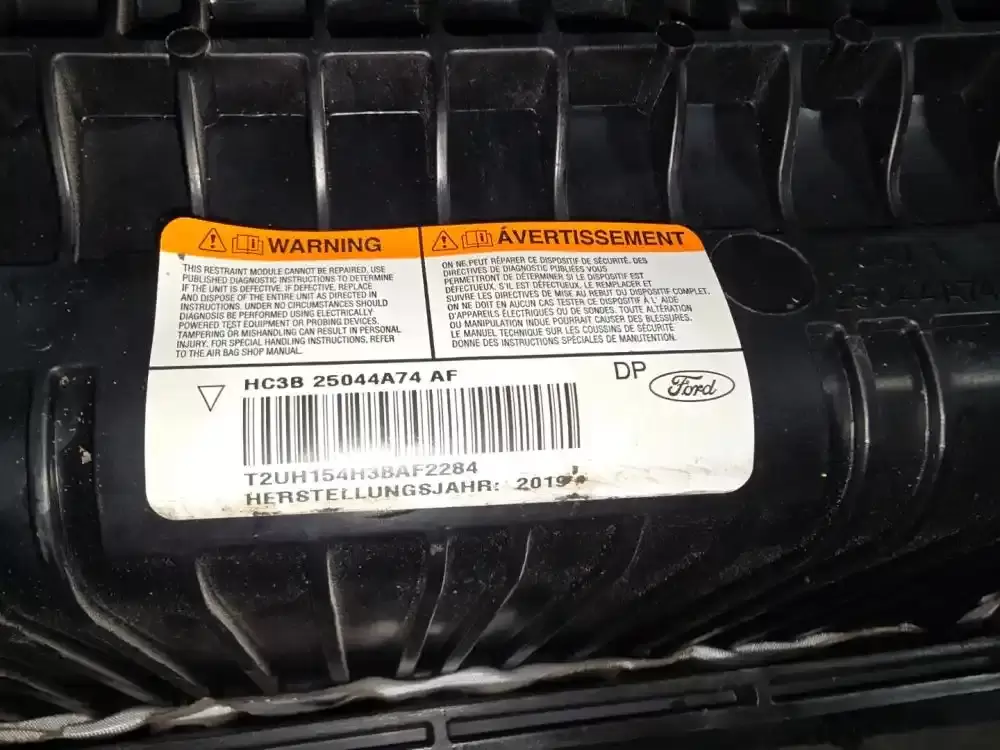 WARNING
THIS RESTRAINT MODULE CANNOT BE REPAIRED. USE
PUBLISHED DIAGNOSTIC INSTRUCTIONS TO DETERMINE
IF THE UNIT IS DEFECTIVE. IF DEFECTIVE, REPLACE
AND DISPOSE OF THE ENTIRE UNIT AS DIRECTED IN
INSTRUCTIONS. UNDER NO CIRCUMSTANCES SHOULD
DIAGNOSIS BE PERFORMED USING ELECTRICALLY
POWERED TEST EQUIPMENT OR PROBING DEVICES.
TAMPERING OR MISHANDLING CAN RESULT IN PERSONAL
INJURY. FOR SPECIAL HANDLING INSTRUCTIONS, REFER
TO THE AIR BAG SHOP MANUAL.
ÁVERTISSEMENT
ON NE PEUT RÉPARER CE DISPOSITIF DE SÉCURITÉ. DES
DIRECTIVES DE DIAGNOSTIC PUBLIÉES VOUS
PERMETTRONT DE DÉTERMINER SI LE DISPOSITIF EST
DÉFECTUEUX, S'IL EST DÉFECTUEUX. LE REMPLACER ET
SUIVRE LES DIRECTIVES DE MISE AU REBUT DU DISPOSITIF COMPLET.
ON NE DOIT EN AUCUN CAS TESTER CE DISPOSITIF À L' AIDE
D'APPAREILS ÉLECTRIQUES OU DE SONDES. TOUTE ALTÉRATION
OU MANIPULATION INDUE POURRAIT CAUSER DES BLESSURES.
LE MANUEL TECHNIQUE SUR LES COUSSINS DE SÉCURITÉ
DONNE DES INSTRUCTIONS SPÉCIALES DE MANUTENTION.
HC3B 25044A74 AF
DP Ford
T2UH154H3BAF2284
HERSTELLUNGSJAHR: 2019